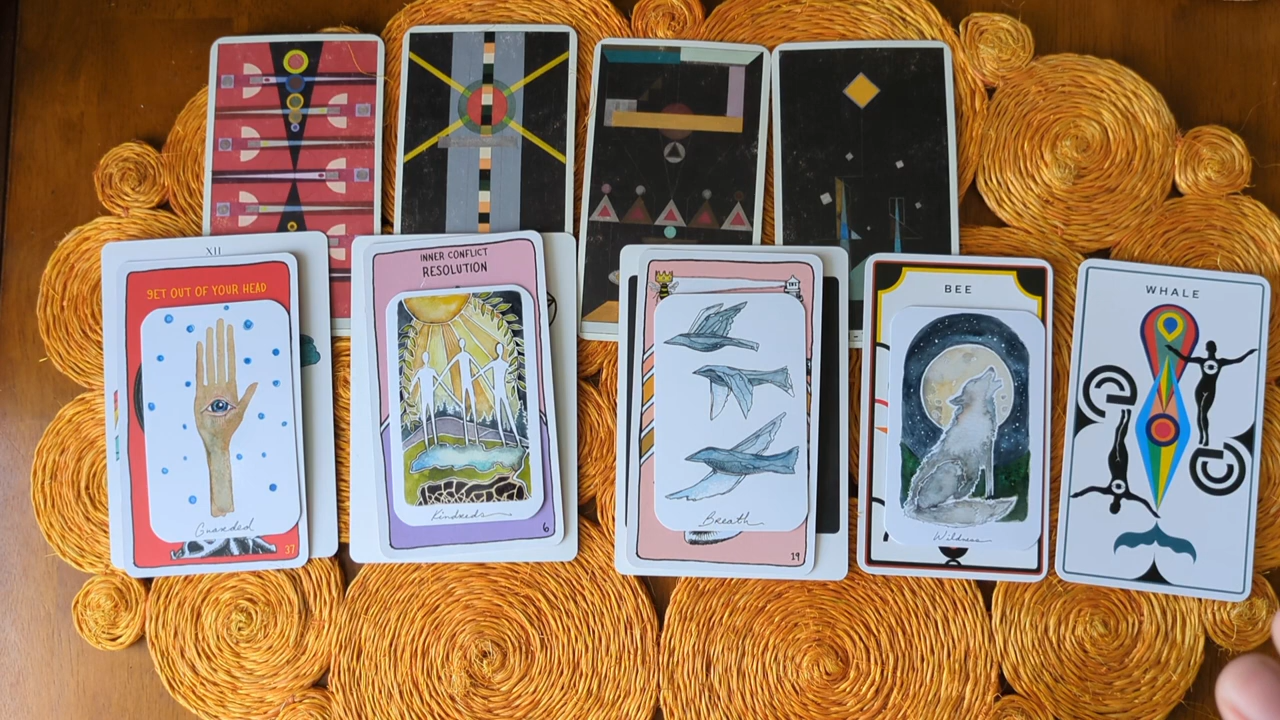 XII
GET OUT OF YOUR HEAD
Guarded
37
INNER CONFLICT
RESOLUTION
Kindreds
6
Breath
19
BEE
Wildness
WHALE